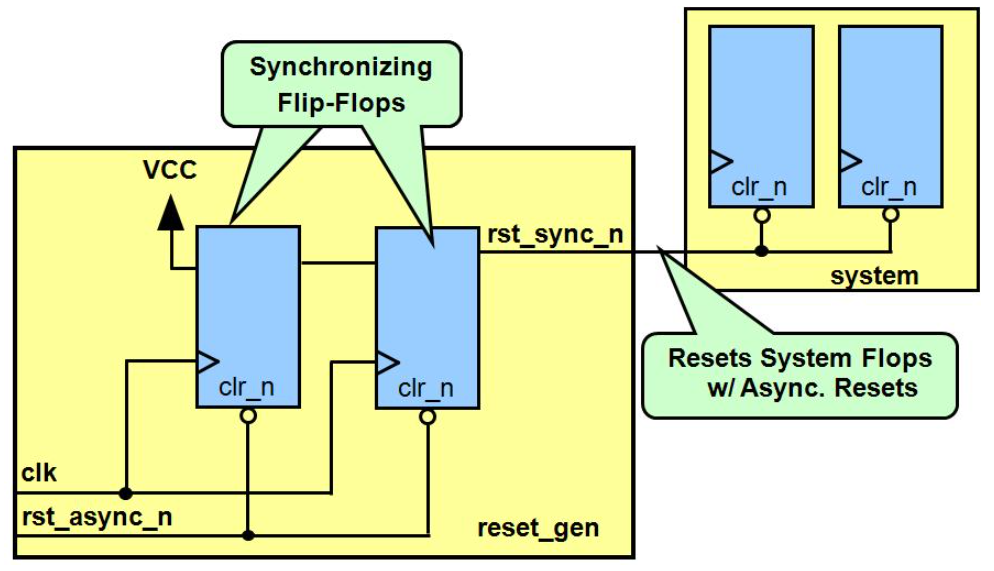 Synchronizing
Flip-Flops
VCC
clr_n
clr_n
rst_sync_n
clr_n
clr_n
system
Resets System Flops
w/ Async. Resets
clk
rst_async_n
reset_gen